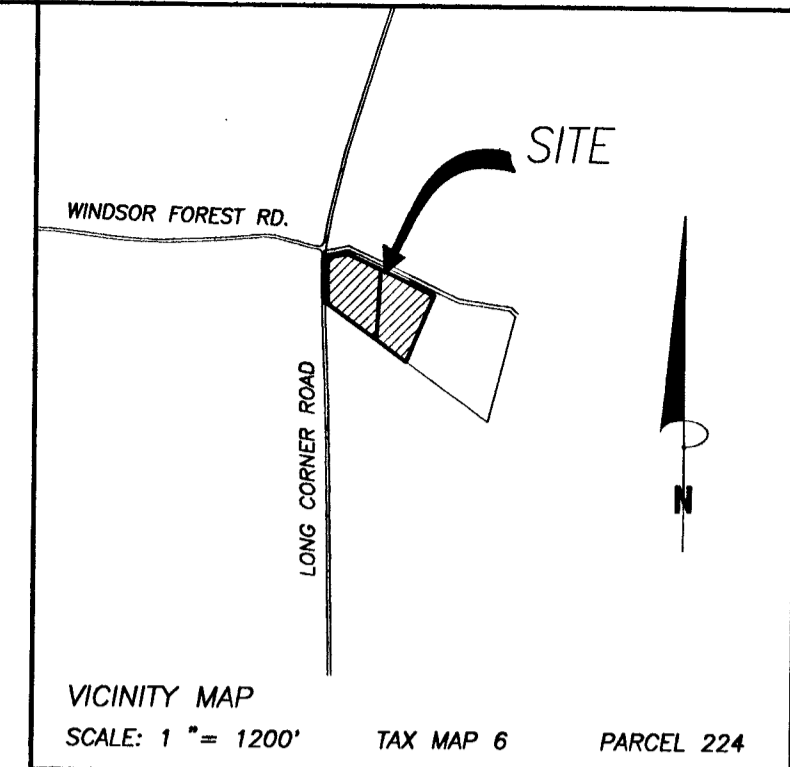 SITE
WINDSOR FOREST RD.
LONG CORNER ROAD
N
VICINITY MAP
SCALE: 1 "= 1200' TAX MAP 6 PARCEL 224